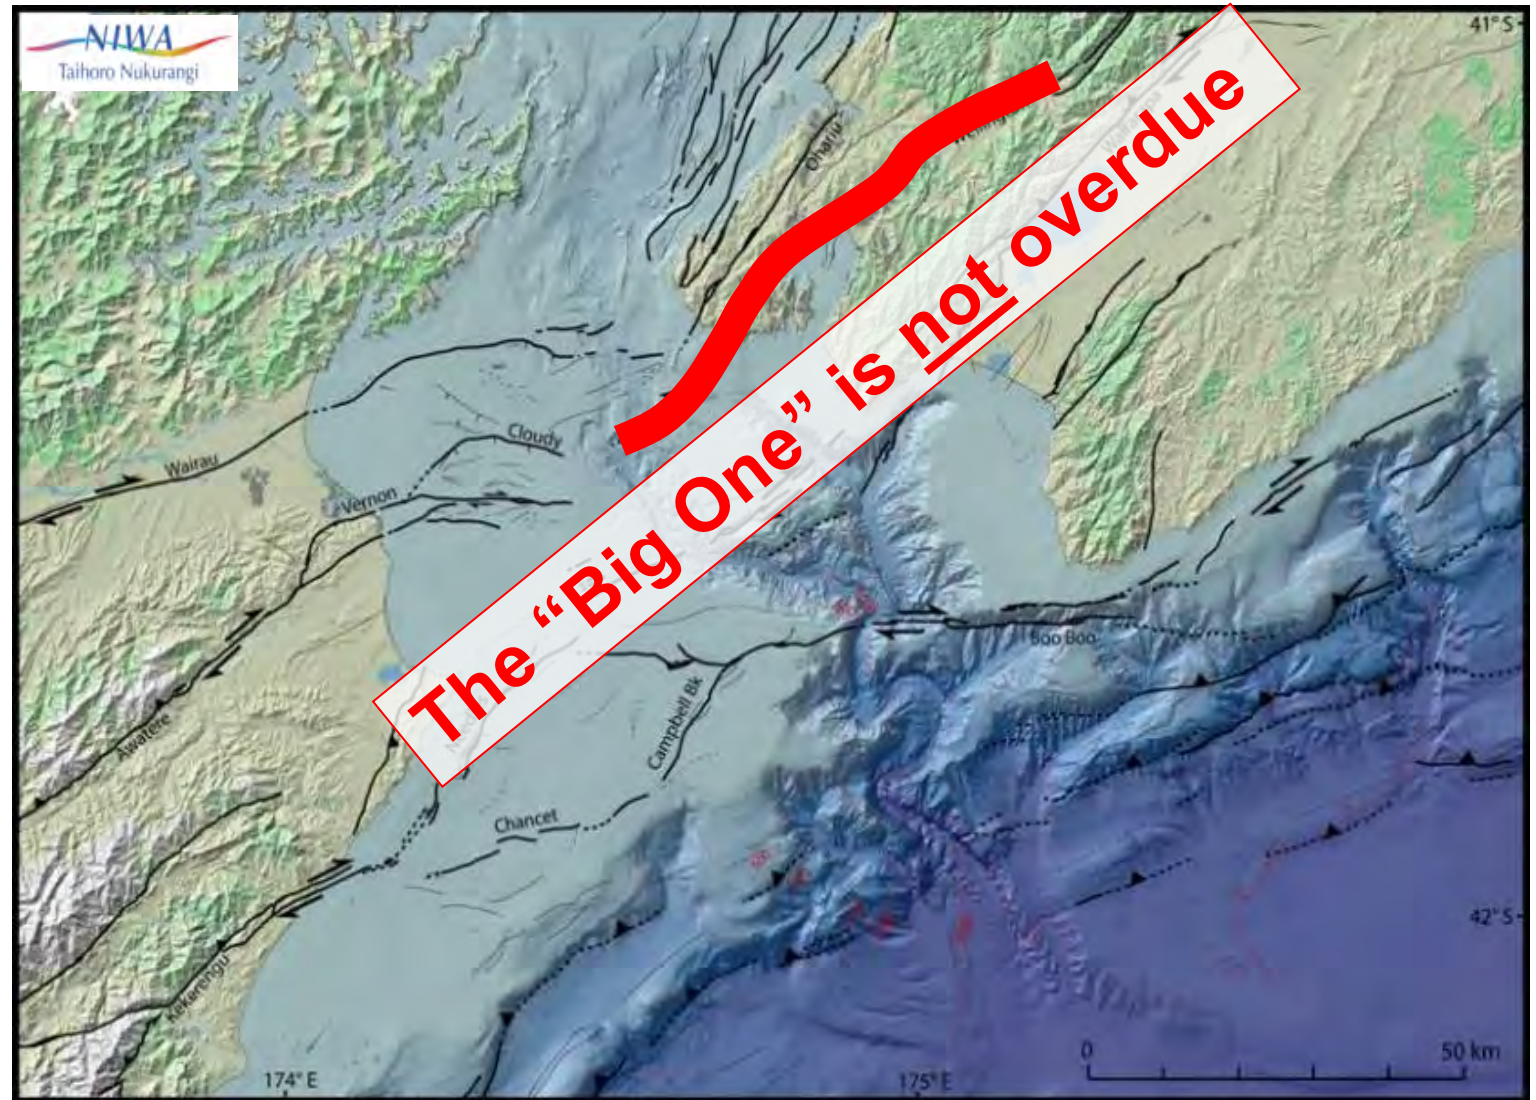 NIWA
Taihoro Nukurangi
41° S
Ohariu
The “Big One” is not overdue
Cloudy
Wairau
Vernon
Boo Boo
Campbell Bk
Awatere
Chancet
42° S
Kekerengu
0
50 km
174° E
175° E